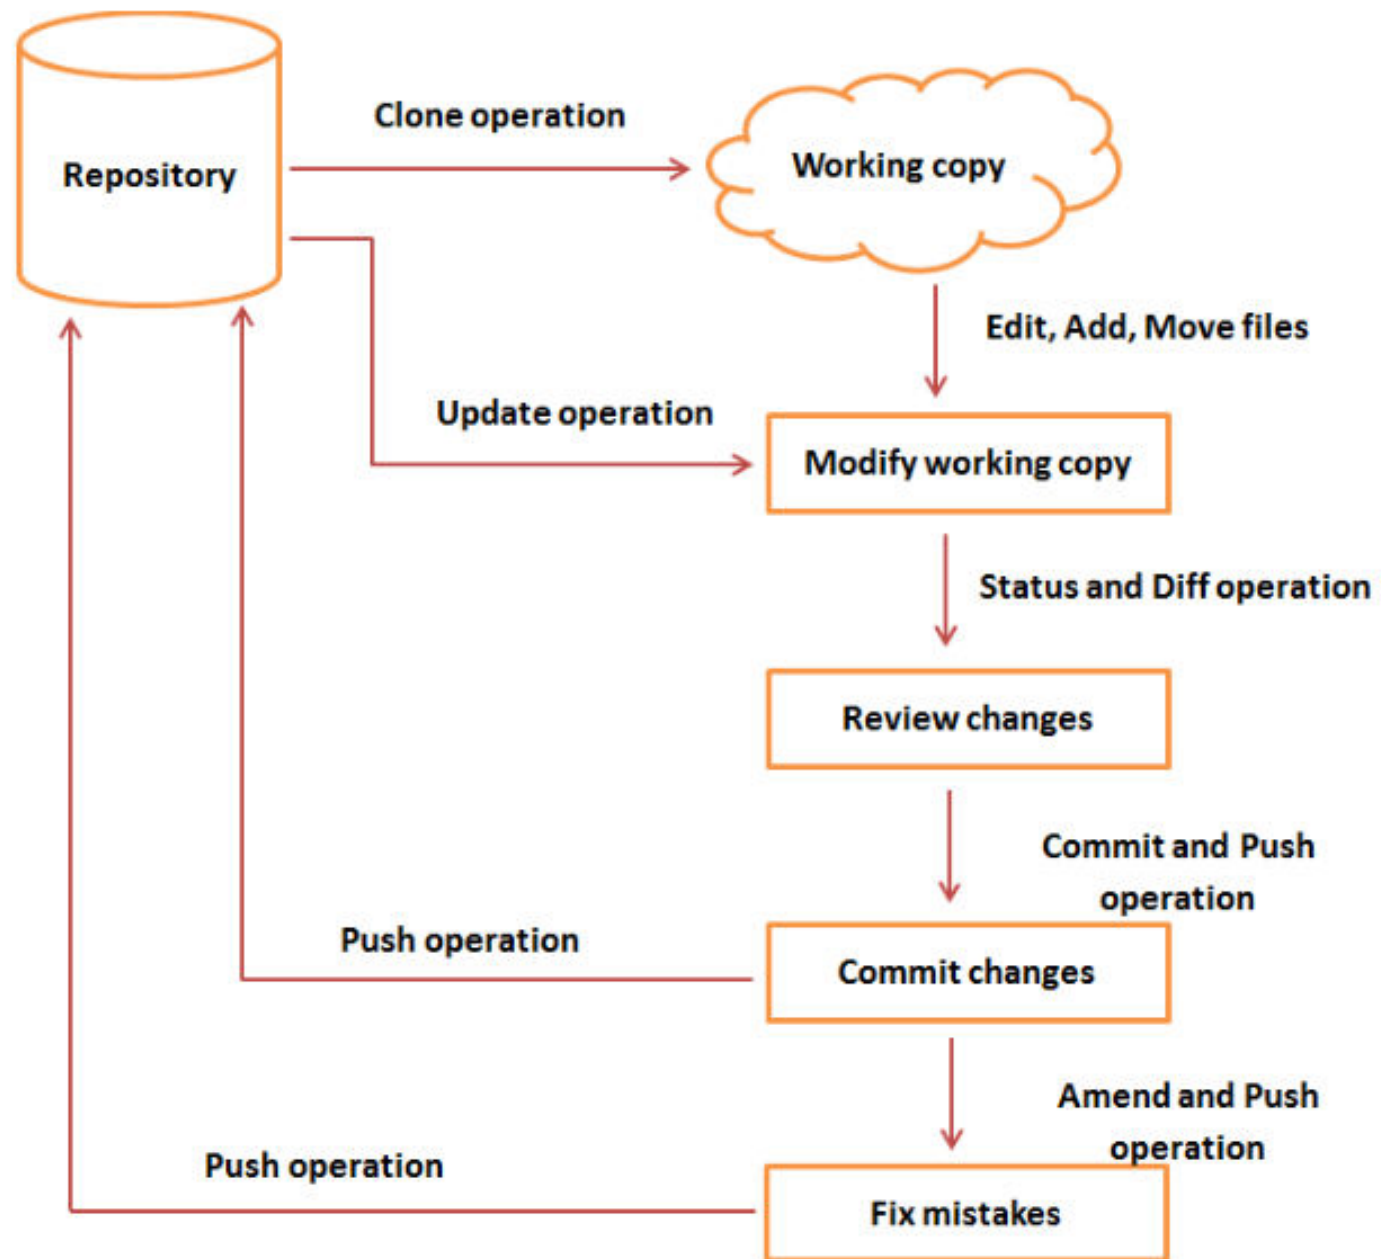 Clone operation
Repository
Working copy
Edit, Add, Move files
Update operation
Modify working copy
Status and Diff operation
Review changes
Commit and Push
operation
Push operation
Commit changes
Amend and Push
operation
Push operation
Fix mistakes